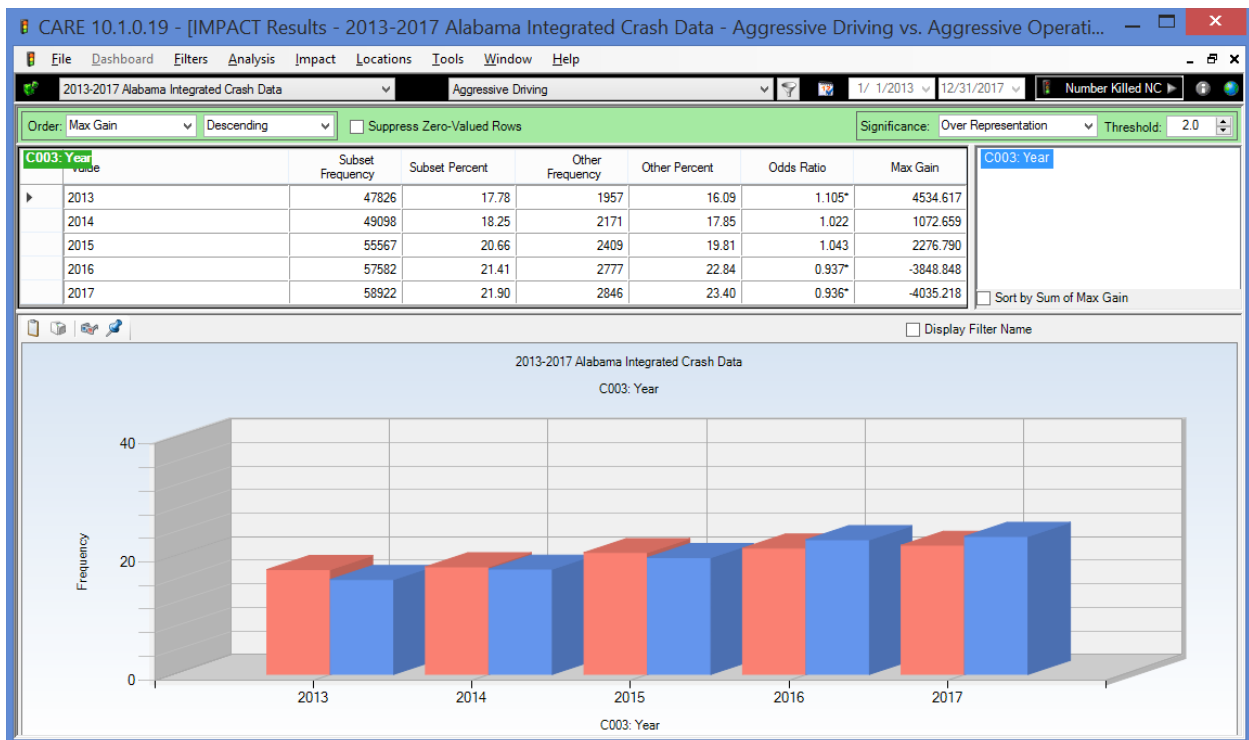 CARE 10.1.0.19 - [IMPACT Results - 2013-2017 Alabama Integrated Crash Data - Aggressive Driving vs. Aggressive Operati...
File Dashboard Filters Analysis Impact Locations Tools Window Help
2013-2017 Alabama Integrated Crash Data Aggressive Driving 1/ 1/2013 12/31/2017 Number Killed NC
Order: Max Gain Descending Suppress Zero-Valued Rows Significance: Over Representation Threshold: 2.0
C003: Year Subset Frequency Subset Percent Other Frequency Other Percent Odds Ratio Max Gain C003: Year
2013 47826 17.78 1957 16.09 1.105* 4534.617
2014 49098 18.25 2171 17.85 1.022 1072.659
2015 55567 20.66 2409 19.81 1.043 2276.790
2016 57582 21.41 2777 22.84 0.937* -3848.848
2017 58922 21.90 2846 23.40 0.936* -4035.218
Sort by Sum of Max Gain
Display Filter Name
2013-2017 Alabama Integrated Crash Data
C003: Year
40
20
0
Frequency
2013 2014 2015 2016 2017
C003: Year